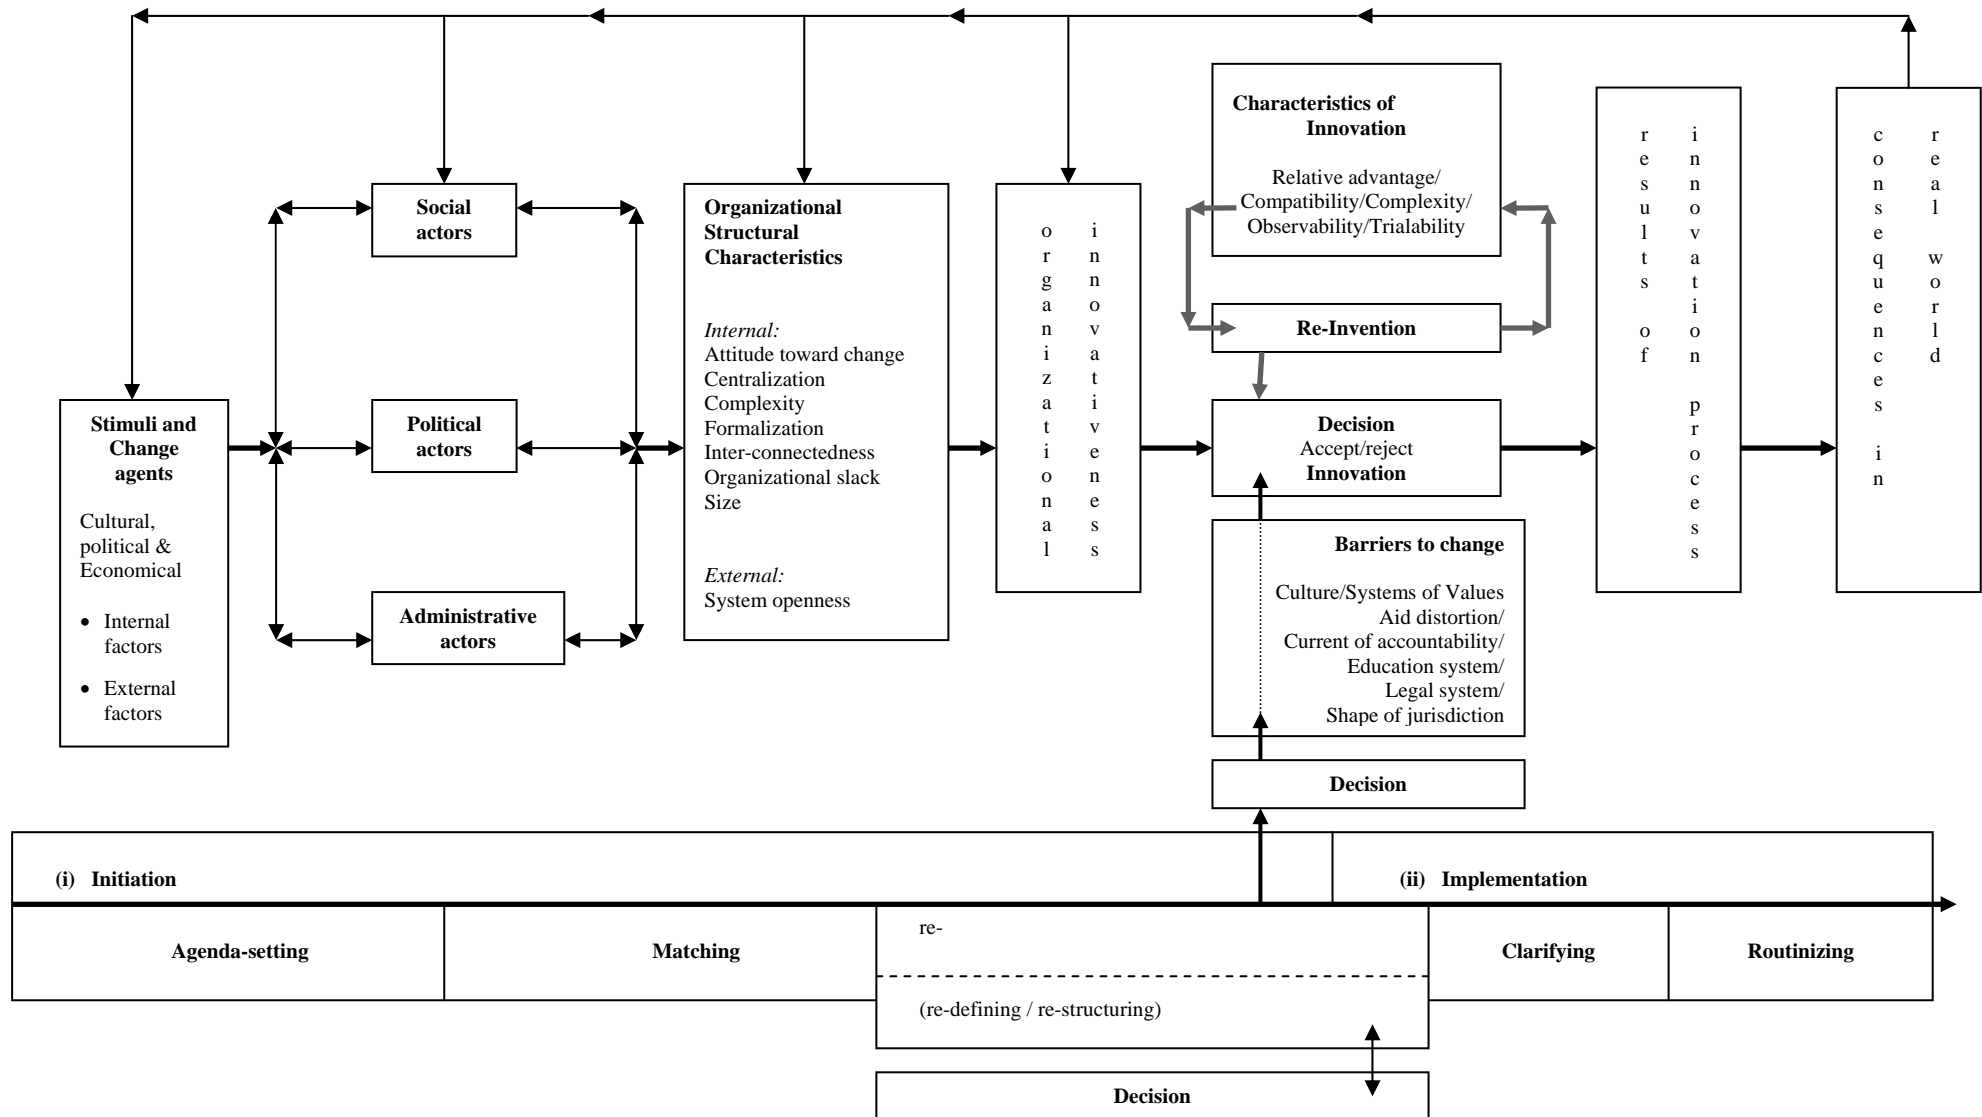 Stimuli and
Change
agents
Cultural,
political &
Economical
• Internal
factors
• External
factors
Social
actors
Political
actors
Administrative
actors
Organizational
Structural
Characteristics
Internal:
Attitude toward change
Centralization
Complexity
Formalization
Inter-connectedness
Organizational slack
Size
External:
System openness
organizational
innovativeness
Characteristics of
Innovation
Relative advantage/
Compatibility/Complexity/
Observability/Trialability
Re-Invention
Decision
Accept/reject
Innovation
Barriers to change
Culture/Systems of Values
Aid distortion/
Current of accountability/
Education system/
Legal system/
Shape of jurisdiction
Decision
results of
innovation process
consequences in
real world
(i) Initiation
(ii) Implementation
Agenda-setting
Matching
re-
(re-defining / re-structuring)
Clarifying
Routinizing
Decision